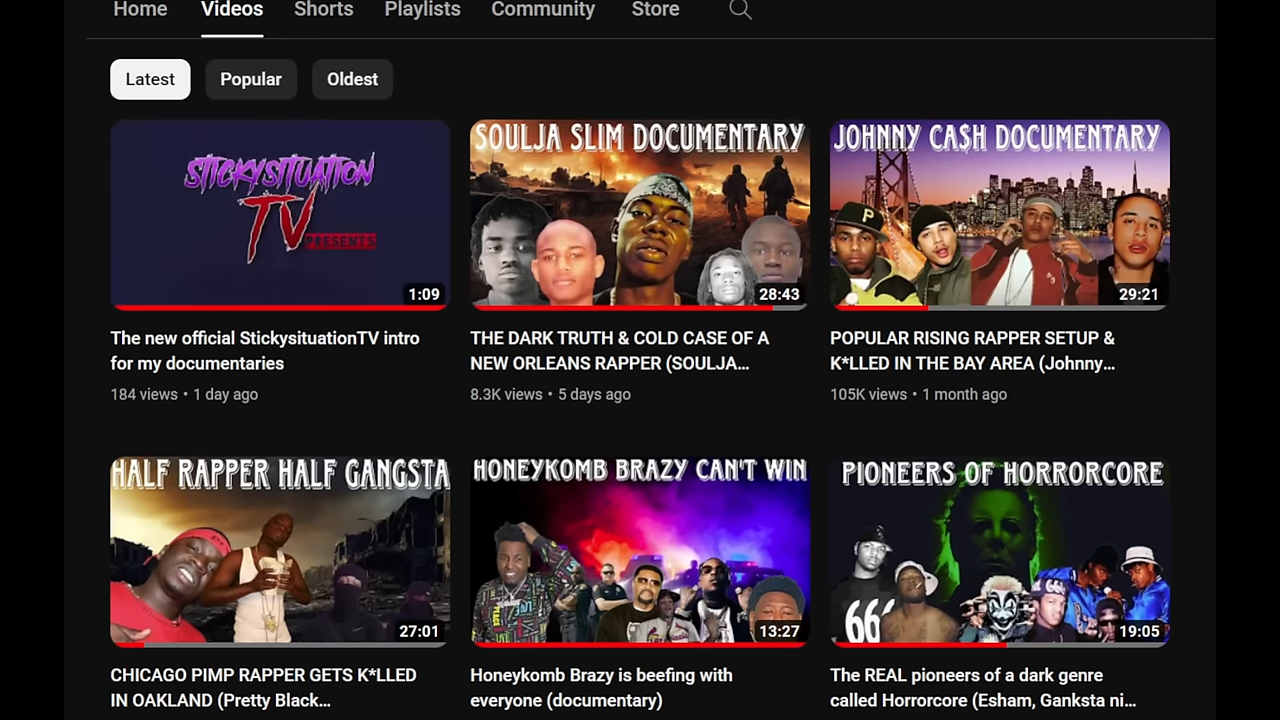 Home Videos Shorts Playlists Community Store
Latest Popular Oldest
STICKYSITUATION
TV
PRESENTS
1:09
SOULJA SLIM DOCUMENTARY
28:43
JOHNNY CA$H DOCUMENTARY
P
29:21
The new official StickysituationTV intro
for my documentaries
184 views • 1 day ago
THE DARK TRUTH & COLD CASE OF A
NEW ORLEANS RAPPER (SOULJA...
8.3K views • 5 days ago
POPULAR RISING RAPPER SETUP &
K*LLED IN THE BAY AREA (Johnny...
105K views • 1 month ago
HALF RAPPER HALF GANGSTA
27:01
HONEYKOMB BRAZY CAN'T WIN
13:27
PIONEERS OF HORRORCORE
66
19:05
CHICAGO PIMP RAPPER GETS K*LLED
IN OAKLAND (Pretty Black...
Honeykomb Brazy is beefing with
everyone (documentary)
The REAL pioneers of a dark genre
called Horrorcore (Esham, Ganksta ni...